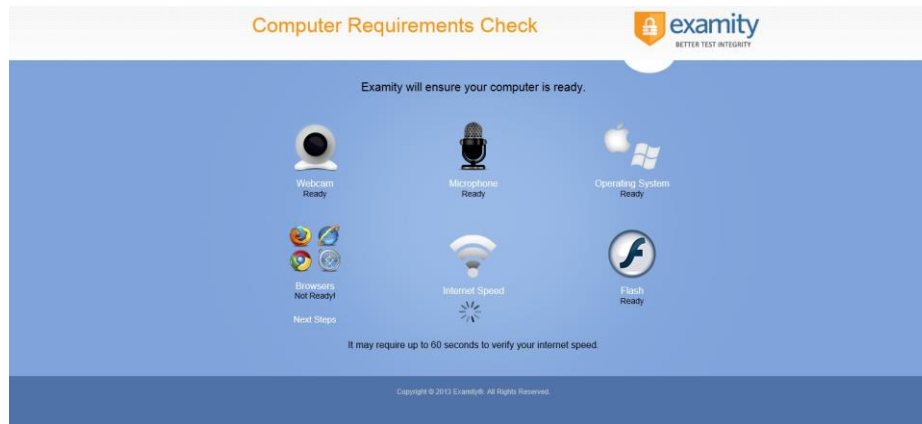 Computer Requirements Check
examity
BETTER TEST INTEGRITY
Examity will ensure your computer is ready.
Webcam
Ready
Microphone
Ready
Operating System
Ready
Browsers
Not Ready!
Next Steps
Internet Speed
Flash
Ready
It may require up to 60 seconds to verify your internet speed.
Copyright © 2013 Examity®. All Rights Reserved.